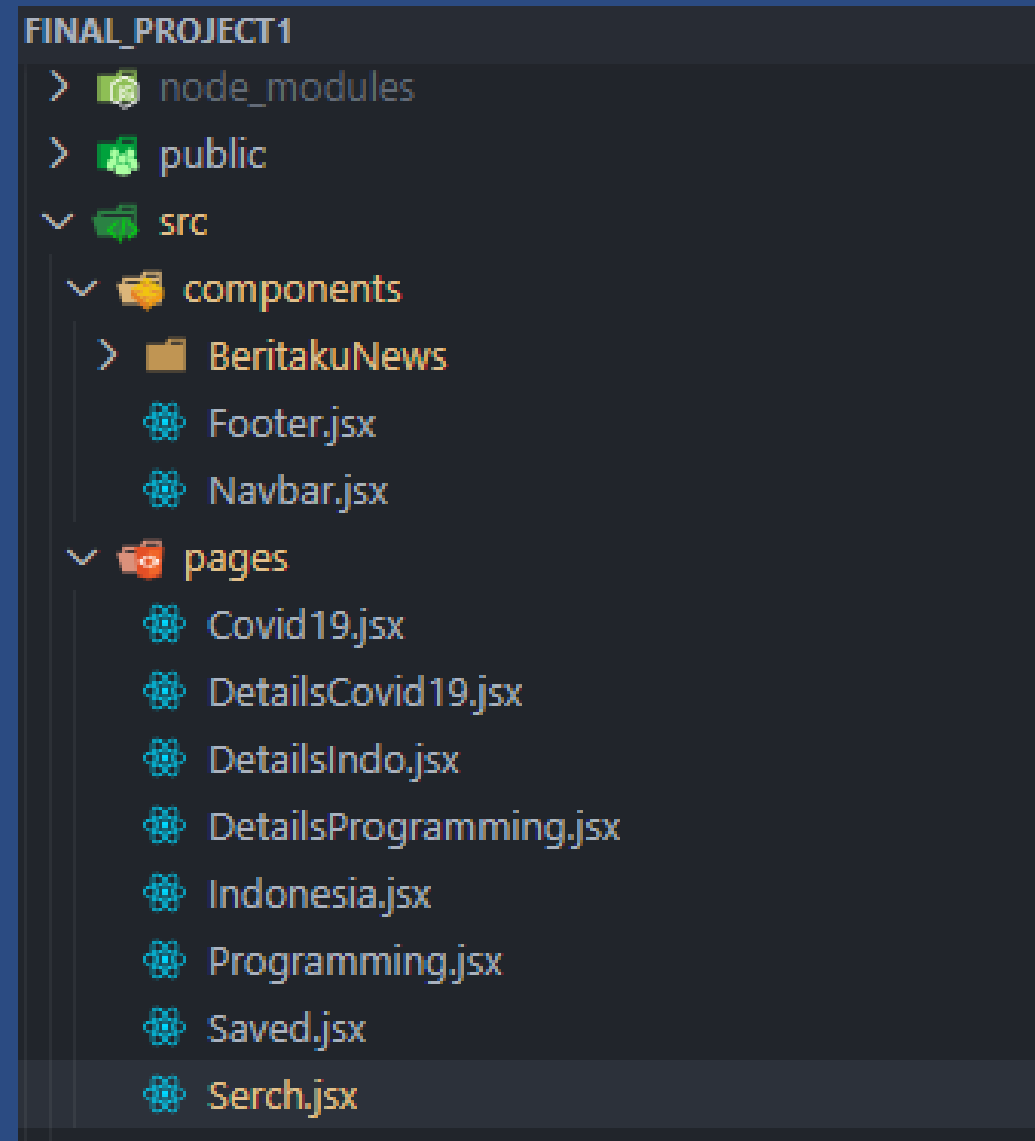 FINAL_PROJECT1
node_modules
public
src
components
BeritakuNews
Footer.jsx
Navbar.jsx
pages
Covid19.jsx
DetailsCovid19.jsx
DetailsIndo.jsx
DetailsProgramming.jsx
Indonesia.jsx
Programming.jsx
Saved.jsx
Serch.jsx